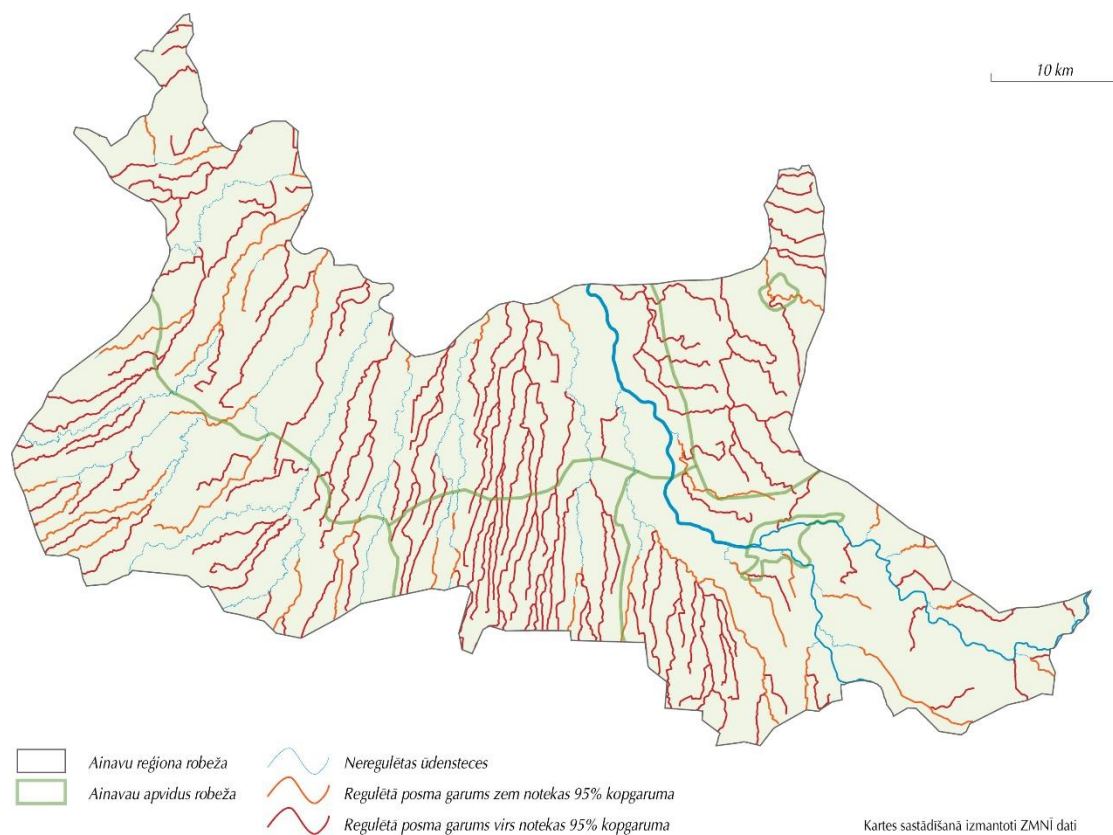 10 km
Ainavu reģiona robeža
Ainavau apvidus robeža
Neregulētas ūdensteces
Regulētā posma garums zem notekas 95% kopgaruma
Regulētā posma garums virs notekas 95% kopgaruma
Kartes sastādīšanā izmantoti ZMNĪ dati